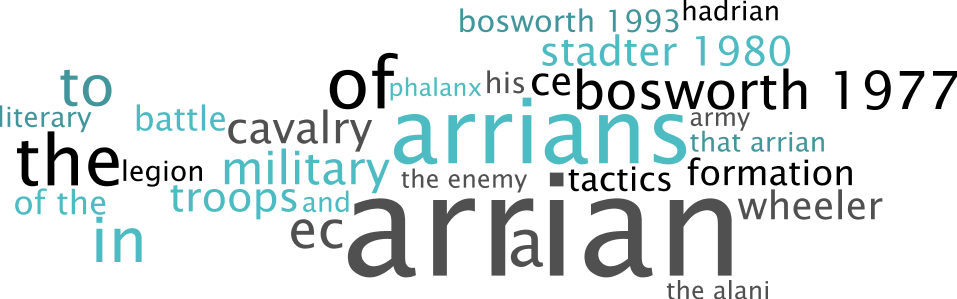 hadrian
bosworth 1993
stadter 1980
to
of
phalanx
his
ce
bosworth 1977
literary
battle
cavalry
arrians
army
that arrian
the
legion
military
the enemy
tactics
formation
of the
troops
and
arrian
wheeler
in
ec
a
the alani